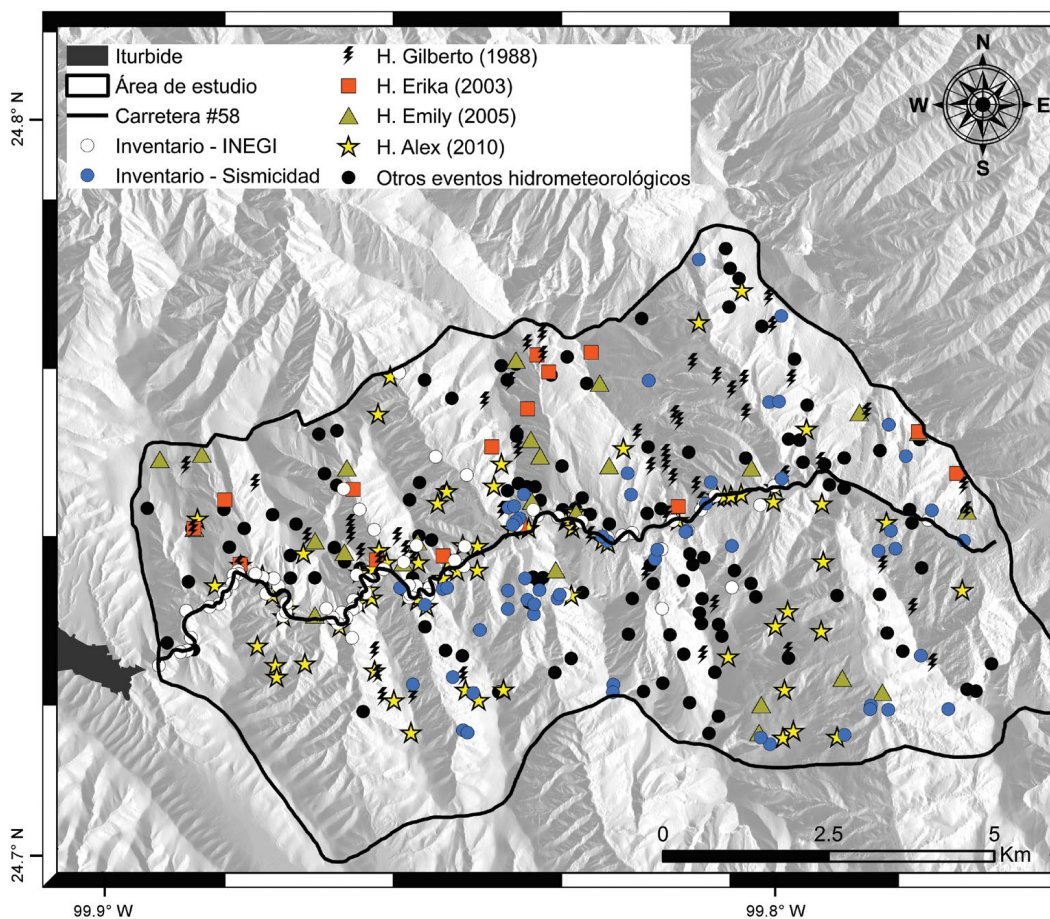 Iturbide
Área de estudio
Carretera #58
Inventario - INEGI
Inventario - Sismicidad
H. Gilberto (1988)
H. Erika (2003)
H. Emily (2005)
H. Alex (2010)
Otros eventos hidrometeorológicos
N
W
E
S
24.8° N
24.7° N
0
2.5
5
Km
99.9° W
99.8° W